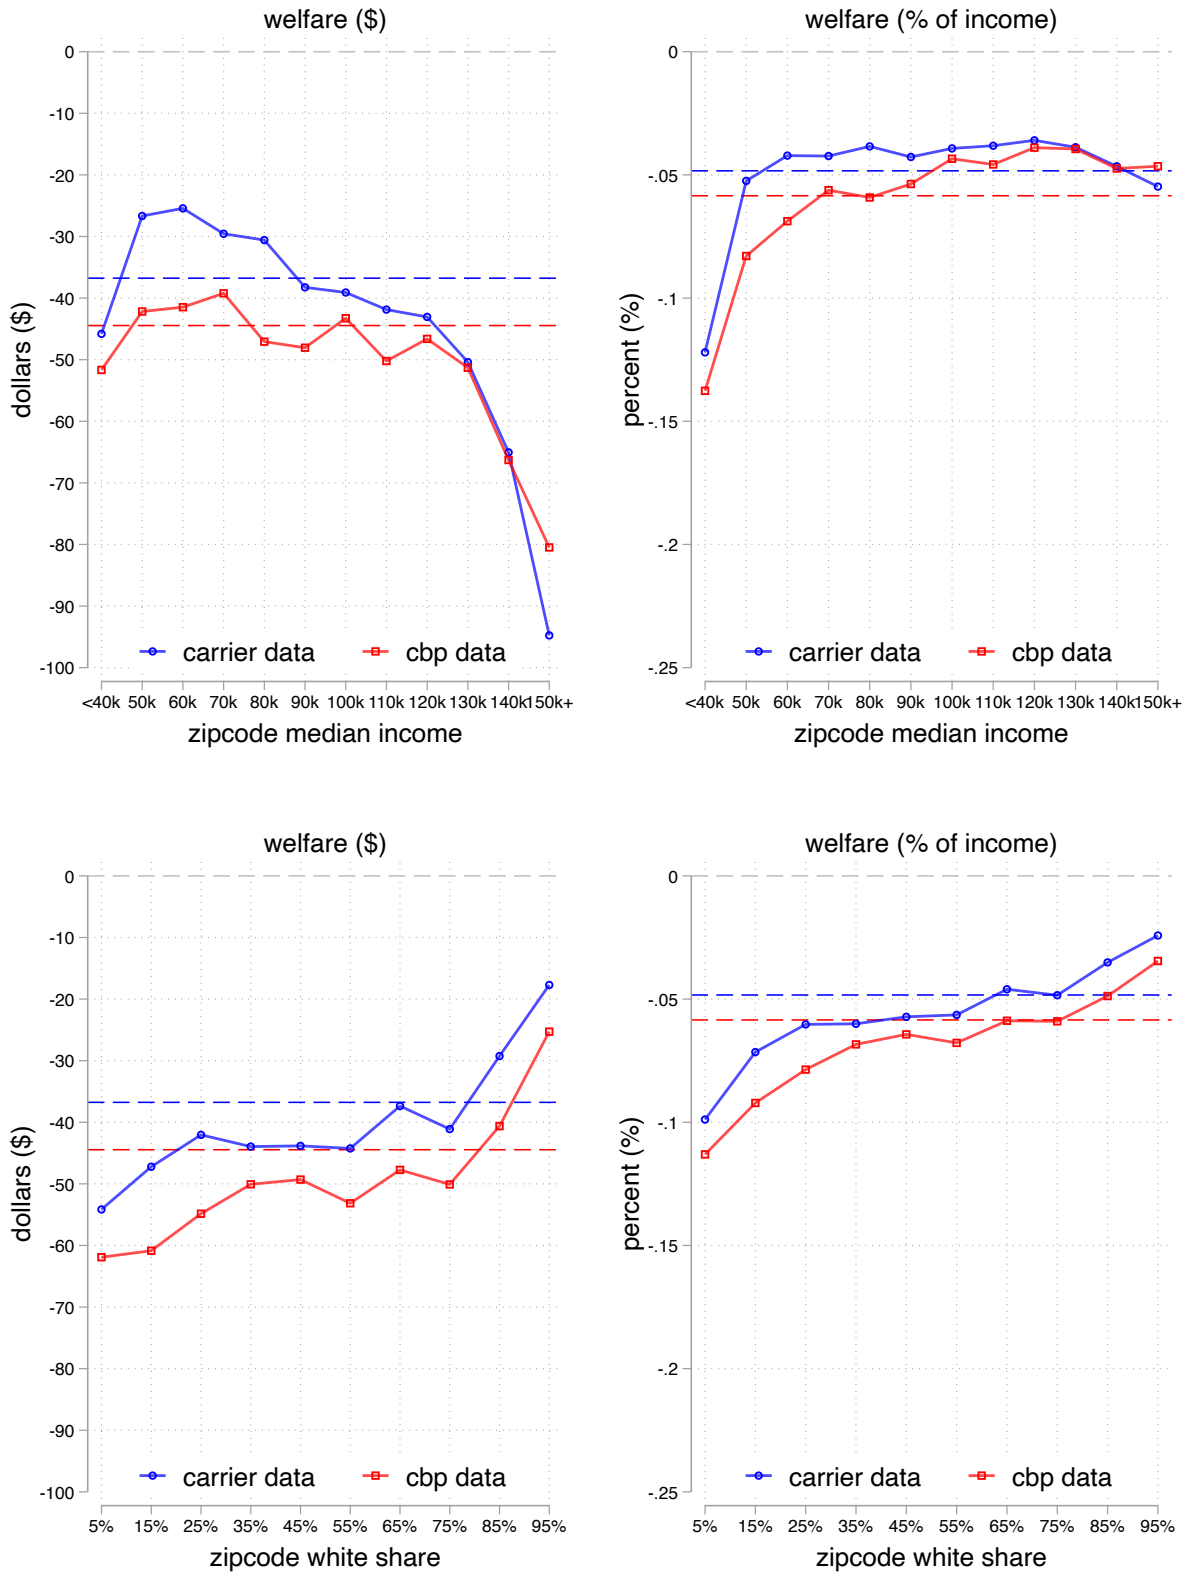 welfare ($)
0
-10
-20
-30
-40
-50
-60
-70
-80
-90
-100
dollars ($)
carrier data cbp data
<40k 50k 60k 70k 80k 90k 100k 110k 120k 130k 140k 150k+
zipcode median income
welfare (% of income)
0
-.05
-.1
-.15
-.2
-.25
percent (%)
carrier data cbp data
<40k 50k 60k 70k 80k 90k 100k 110k 120k 130k 140k 150k+
zipcode median income
welfare ($)
0
-10
-20
-30
-40
-50
-60
-70
-80
-90
-100
dollars ($)
carrier data cbp data
5% 15% 25% 35% 45% 55% 65% 75% 85% 95%
zipcode white share
welfare (% of income)
0
-.05
-.1
-.15
-.2
-.25
percent (%)
carrier data cbp data
5% 15% 25% 35% 45% 55% 65% 75% 85% 95%
zipcode white share